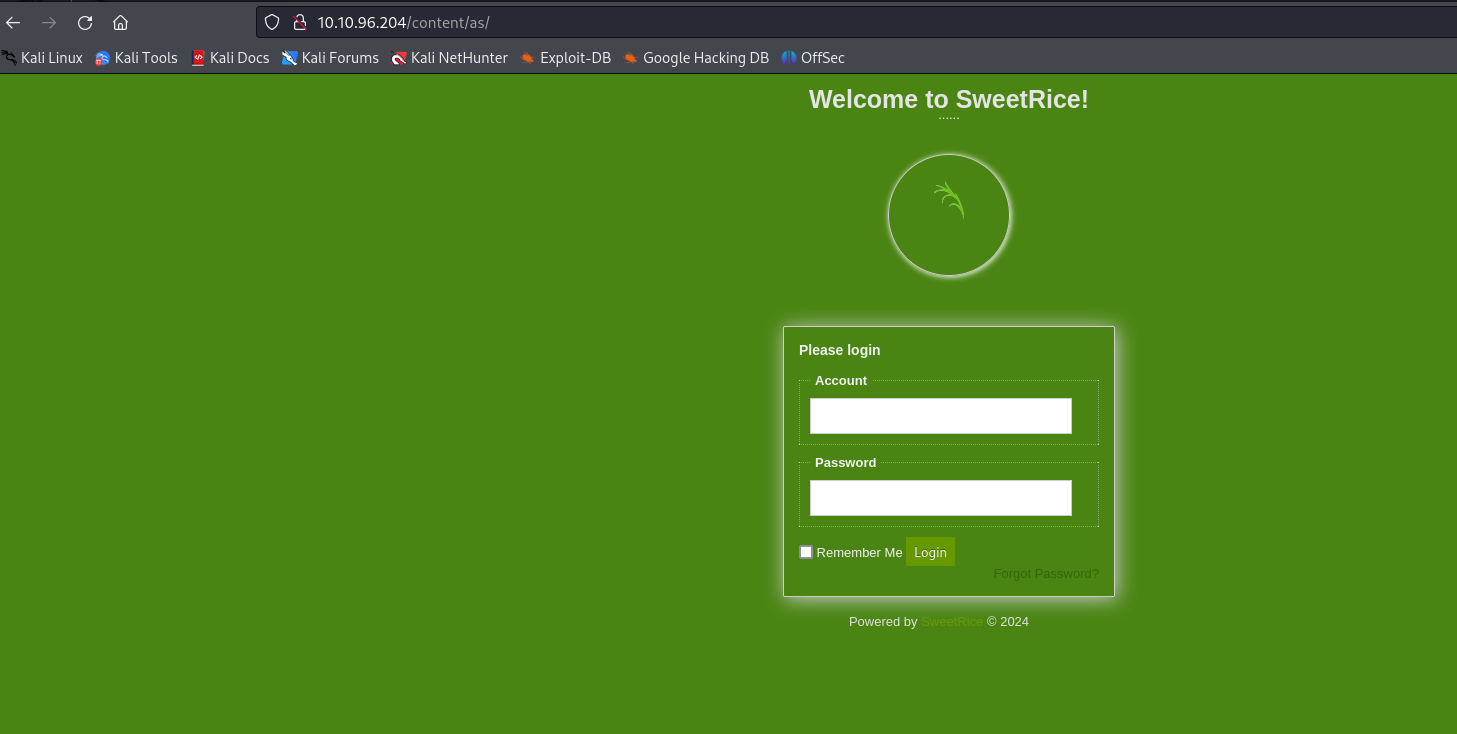 10.10.96.204/content/as/
Kali Linux Kali Tools Kali Docs Kali Forums Kali NetHunter Exploit-DB Google Hacking DB OffSec
Welcome to SweetRice!
......
Please login
Account
Password
Remember Me Login
Forgot Password?
Powered by SweetRice © 2024